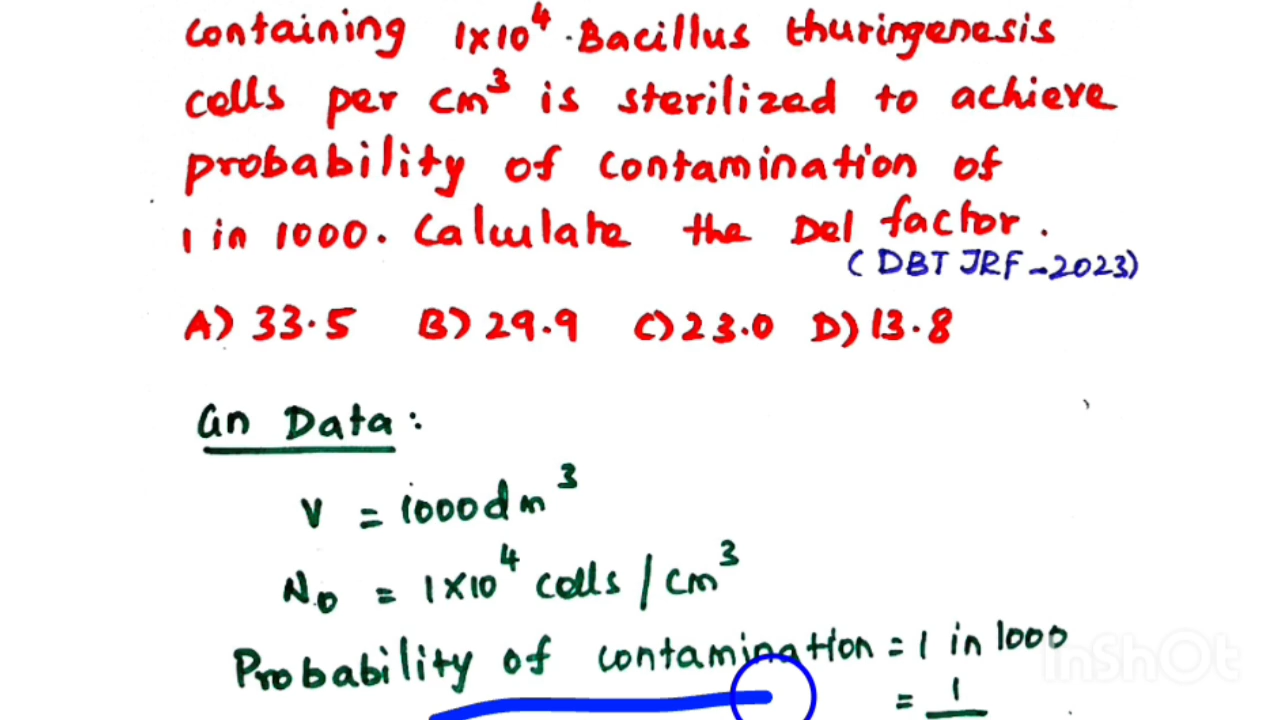 containing 1x10⁴ Bacillus thuringenesis
cells per cm³ is sterilized to achieve
probability of contamination of
1 in 1000. Calculate the Del factor.
(DBT JRF-2023)
A) 33.5 B) 29.9 C) 23.0 D) 13.8
Gn Data:
V = 1000dm³
N₀ = 1x10⁴ cells/cm³
Probability of contamination = 1 in 1000
= 1
InShOt